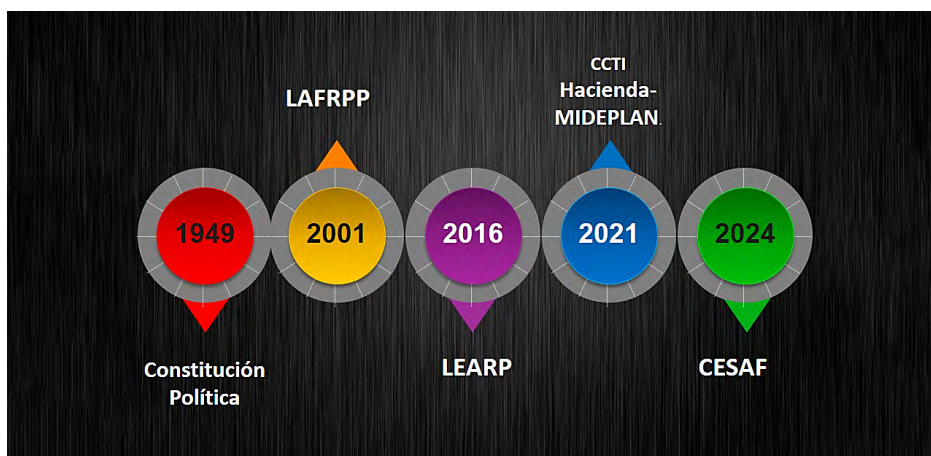 CCTI
Hacienda-
MIDEPLAN.
LAFRPP
1949
2001
2016
2021
2024
Constitución
Política
LEARP
CESAF